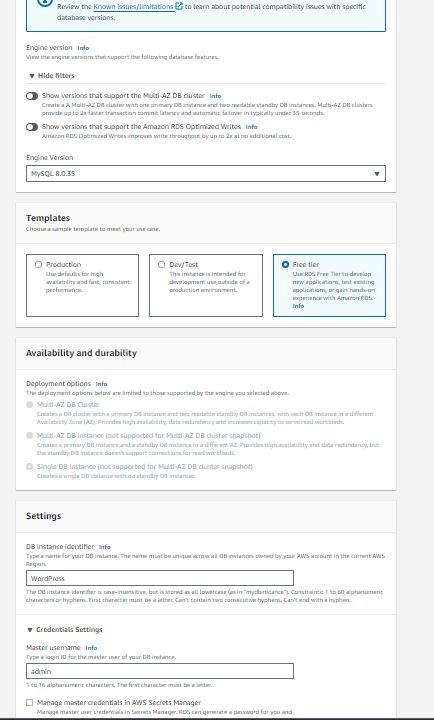 Review the Known issues/limitations to learn about potential compatibility issues with specific
database versions.
Engine version Info
View the engine versions that support the following database features.
Hide filters
Show versions that support the Multi-AZ DB cluster Info
Create a A Multi-AZ DB cluster with one primary DB instance and two readable standby DB instances. Multi-AZ DB clusters
provide up to 2x faster transaction commit latency and automatic failover in typically under 35 seconds.
Show versions that support the Amazon RDS Optimized Writes Info
Amazon RDS Optimized Writes improves write throughput by up to 2x at no additional cost.
Engine Version
MySQL 8.0.35
Templates
Choose a sample template to meet your use case.
Production
Use defaults for high
availability and fast, consistent
performance.
Dev/Test
This instance is intended for
development use outside of a
production environment.
Free tier
Use RDS Free Tier to develop
new applications, test existing
applications, or gain hands-on
experience with Amazon RDS.
Info
Availability and durability
Deployment options Info
The deployment options below are limited to those supported by the engine you selected above.
Multi-AZ DB Cluster
Creates a DB cluster with a primary DB instance and two readable standby DB instances, with each DB instance in a different
Availability Zone (AZ). Provides high availability, data redundancy and increases capacity to serve read workloads.
Multi-AZ DB instance (not supported for Multi-AZ DB cluster snapshot)
Creates a primary DB instance and a standby DB instance in a different AZ. Provides high availability and data redundancy, but
the standby DB instance doesn't support connections for read workloads.
Single DB instance (not supported for Multi-AZ DB cluster snapshot)
Creates a single DB instance with no standby DB instances.
Settings
DB instance identifier Info
Type a name for your DB instance. The name must be unique across all DB instances owned by your AWS account in the current AWS
Region.
WordPress
The DB instance identifier is case-insensitive, but is stored as all lowercase (as in "mydbinstance"). Constraints: 1 to 60 alphanumeric
characters or hyphens. First character must be a letter. Can't contain two consecutive hyphens. Can't end with a hyphen.
Credentials Settings
Master username Info
Type a login ID for the master user of your DB instance.
admin
1 to 16 alphanumeric characters. The first character must be a letter.
Manage master credentials in AWS Secrets Manager
Manage master user credentials in Secrets Manager. RDS can generate a password for you and